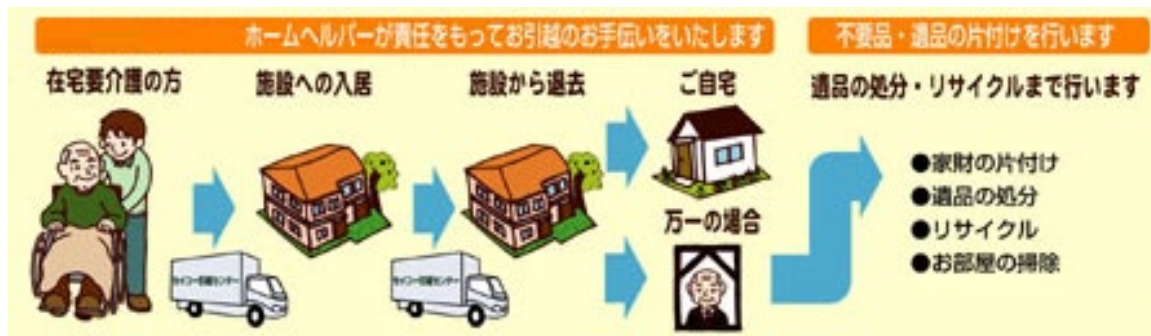 ホームヘルパーが責任をもってお引越のお手伝いをいたします
不要品・遺品の片付けを行います
在宅要介護の方
施設への入居
施設から退去
ご自宅
万一の場合
遺品の処分・リサイクルまで行います
●家財の片付け
●遺品の処分
●リサイクル
●お部屋の掃除